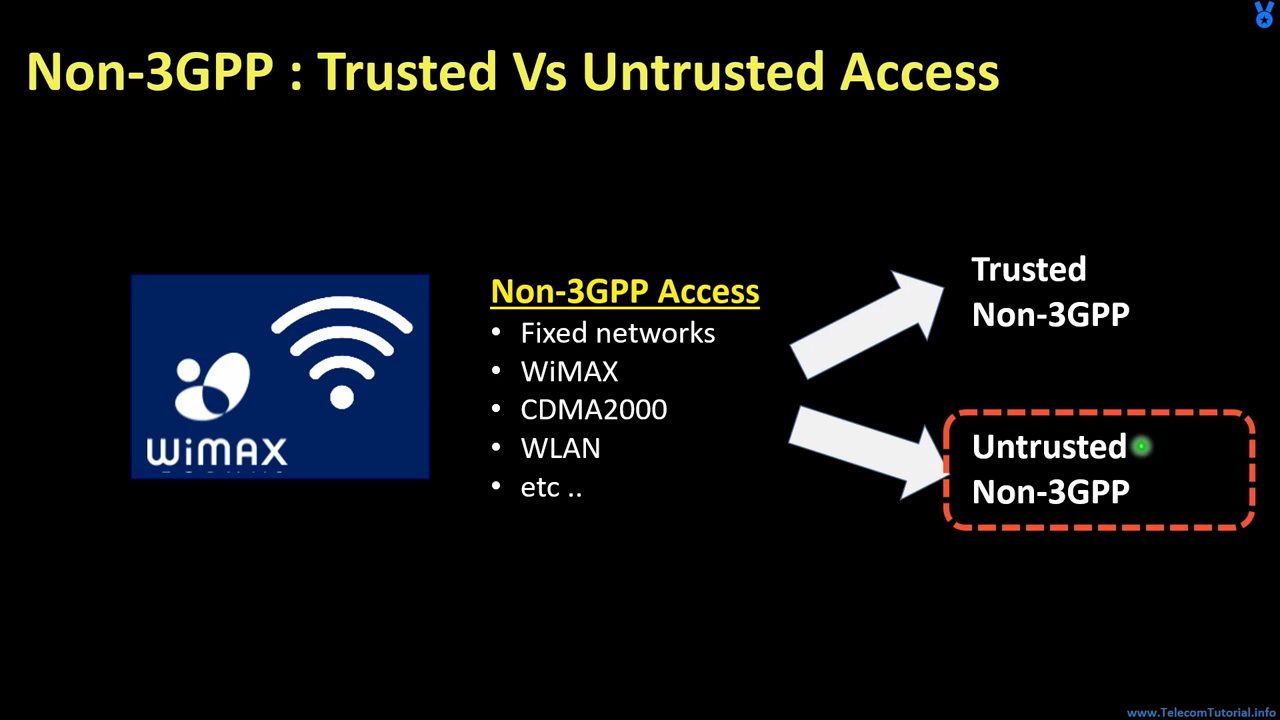 Non-3GPP : Trusted Vs Untrusted Access
WiMAX
Non-3GPP Access
• Fixed networks
• WiMAX
• CDMA2000
• WLAN
• etc ..
Trusted
Non-3GPP
Untrusted
Non-3GPP
www.TelecomTutorial.info